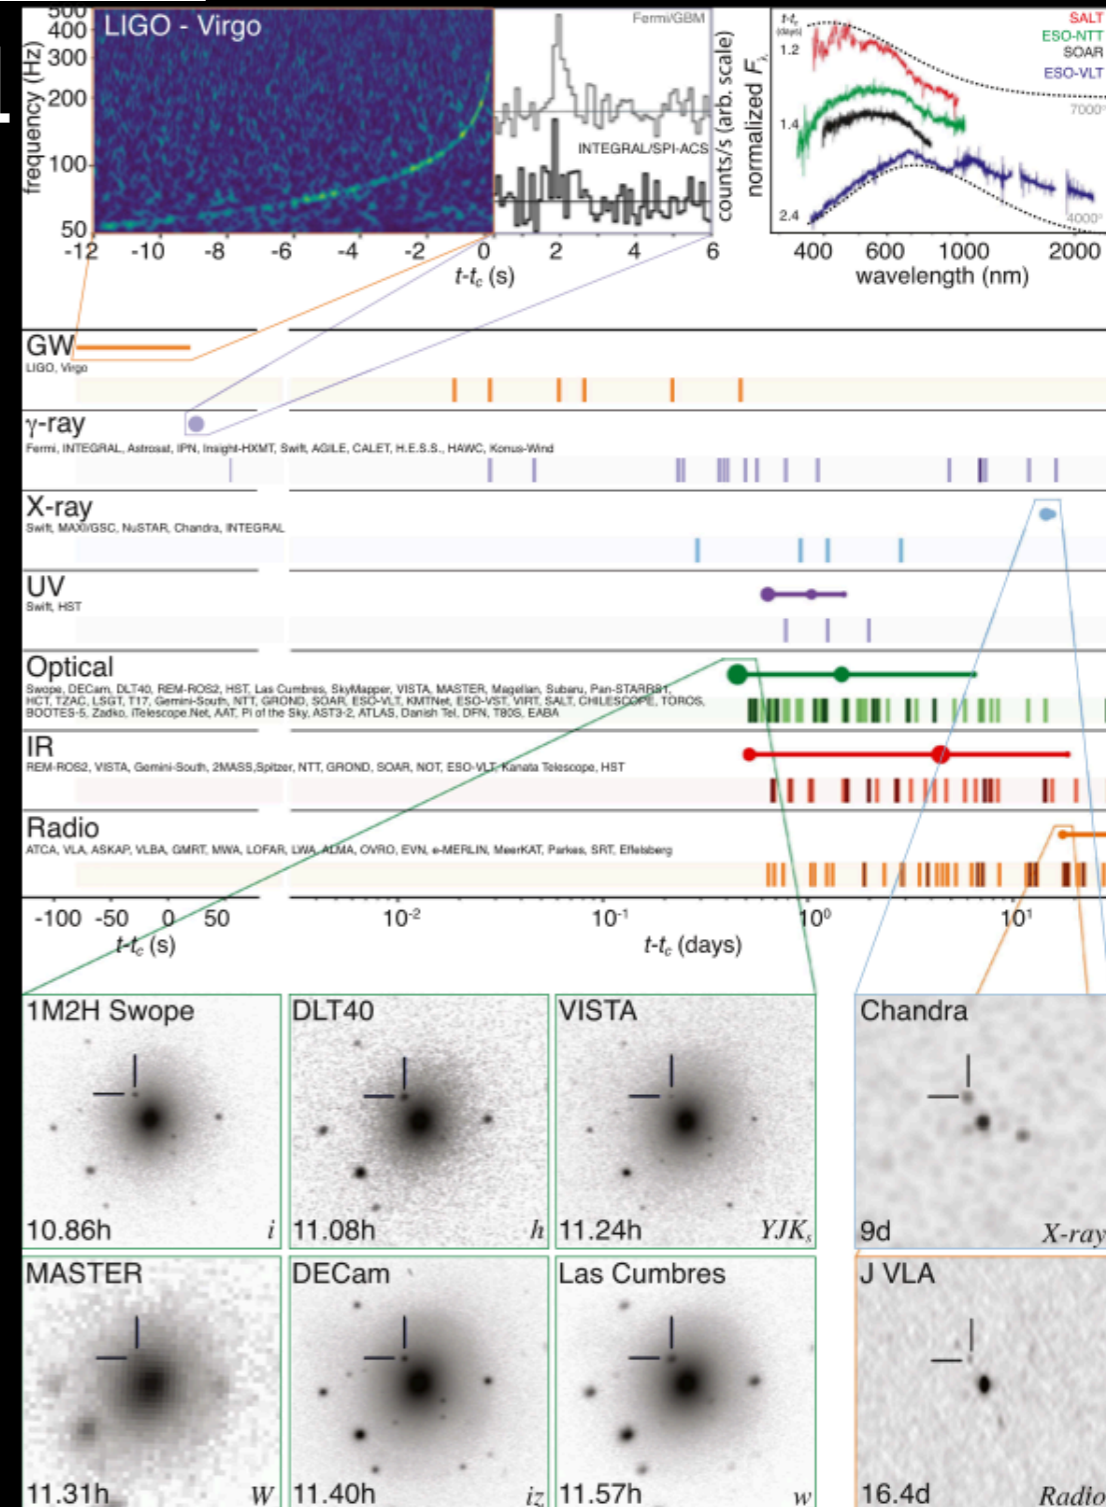 LIGO - Virgo
frequency (Hz)
500
400
300
200
100
50
-12 -10 -8 -6 -4 -2 0 2 4 6
t-tc (s)
Fermi/GBM
INTEGRAL/SPI-ACS
counts/s (arb. scale)
normalized Fλ
t-tc
(days)
1.2
1.4
2.4
SALT
ESO-NTT
SOAR
ESO-VLT
7000°
4000°
400 600 1000 2000
wavelength (nm)
GW
LIGO, Virgo
γ-ray
Fermi, INTEGRAL, Astrosat, IPN, Insight-HXMT, Swift, AGILE, CALET, H.E.S.S., HAWC, Konus-Wind
X-ray
Swift, MAXI/GSC, NuSTAR, Chandra, INTEGRAL
UV
Swift, HST
Optical
Swope, DECam, DLT40, REM-ROS2, HST, Las Cumbres, SkyMapper, VISTA, MASTER, Magellan, Subaru, Pan-STARRS1,
HCT, TZAC, LSGT, T17, Gemini-South, NTT, GROND, SOAR, ESO-VLT, KMTNet, ESO-VST, VIRT, SALT, CHILESCOPE, TOROS,
BOOTES-5, Zadko, iTelescope.Net, AAT, Pi of the Sky, AST3-2, ATLAS, Danish Tel, DFN, T80S, EABA
IR
REM-ROS2, VISTA, Gemini-South, 2MASS,Spitzer, NTT, GROND, SOAR, NOT, ESO-VLT, Kanata Telescope, HST
Radio
ATCA, VLA, ASKAP, VLBA, GMRT, MWA, LOFAR, LWA, ALMA, OVRO, EVN, e-MERLIN, MeerKAT, Parkes, SRT, Effelsberg
-100 -50 0 50 10-2 10-1 100 101
t-tc (s) t-tc (days)
1M2H Swope
10.86h i
DLT40
11.08h h
VISTA
11.24h YJKs
Chandra
9d X-ray
MASTER
11.31h W
DECam
11.40h iz
Las Cumbres
11.57h w
J VLA
16.4d Radio